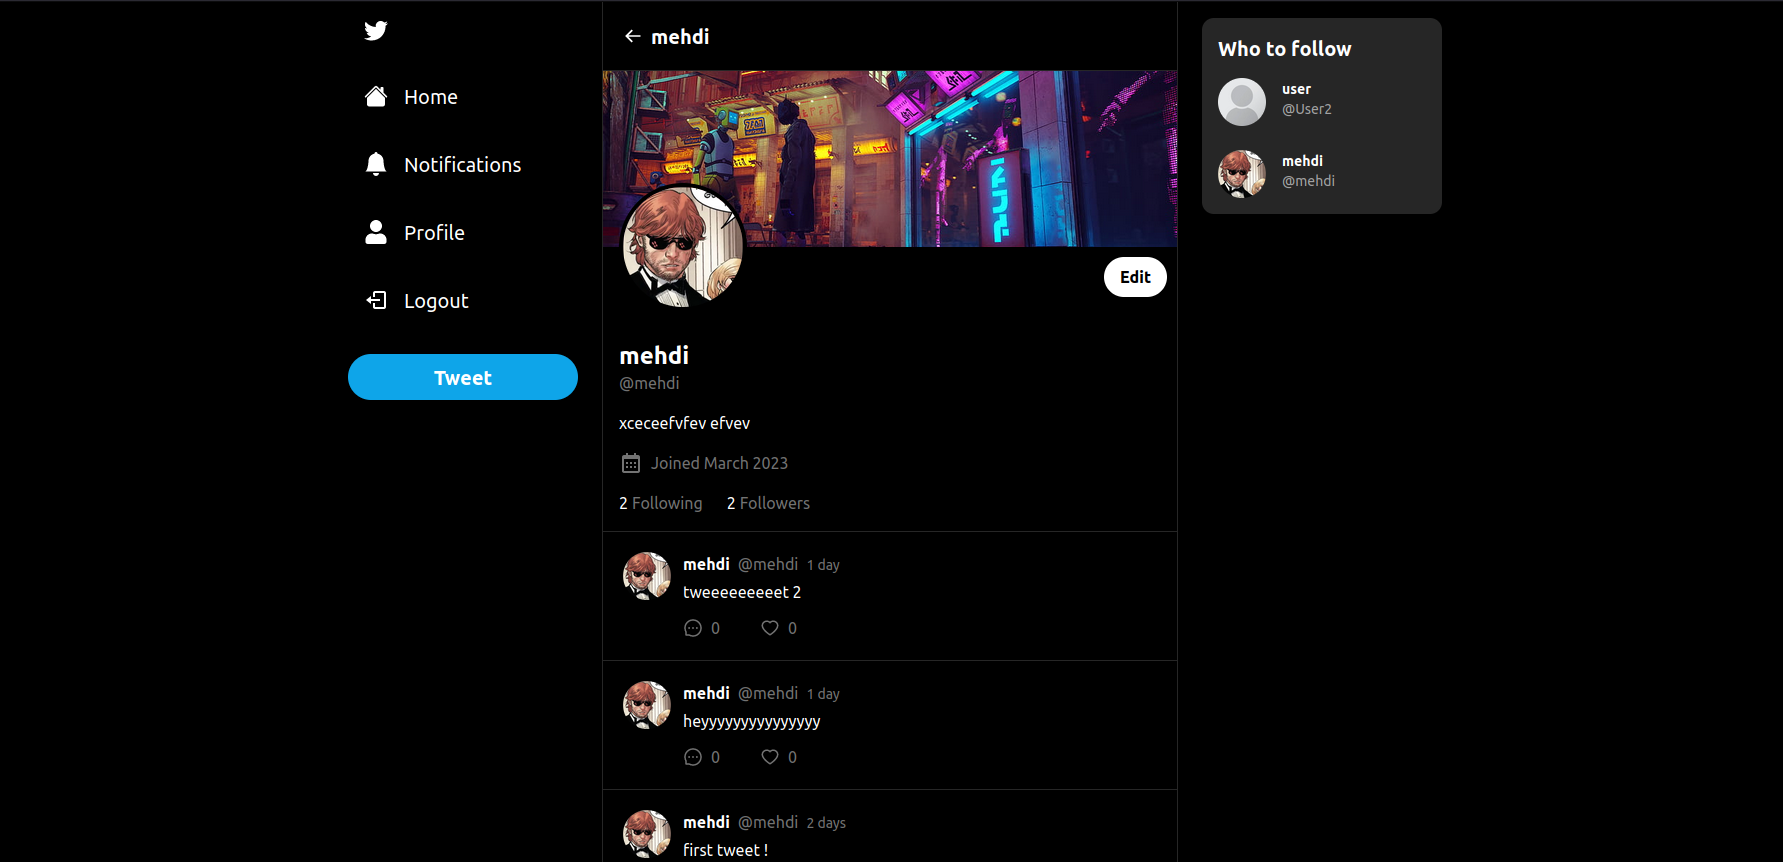 Home
Notifications
Profile
Logout
Tweet
mehdi
Edit
mehdi
@mehdi
xceceefvfev efvev
Joined March 2023
2 Following 2 Followers
mehdi @mehdi 1 day
tweeeeeeeeet 2
0 0
mehdi @mehdi 1 day
heyyyyyyyyyyyyyyy
0 0
mehdi @mehdi 2 days
first tweet !
Who to follow
user
@User2
mehdi
@mehdi